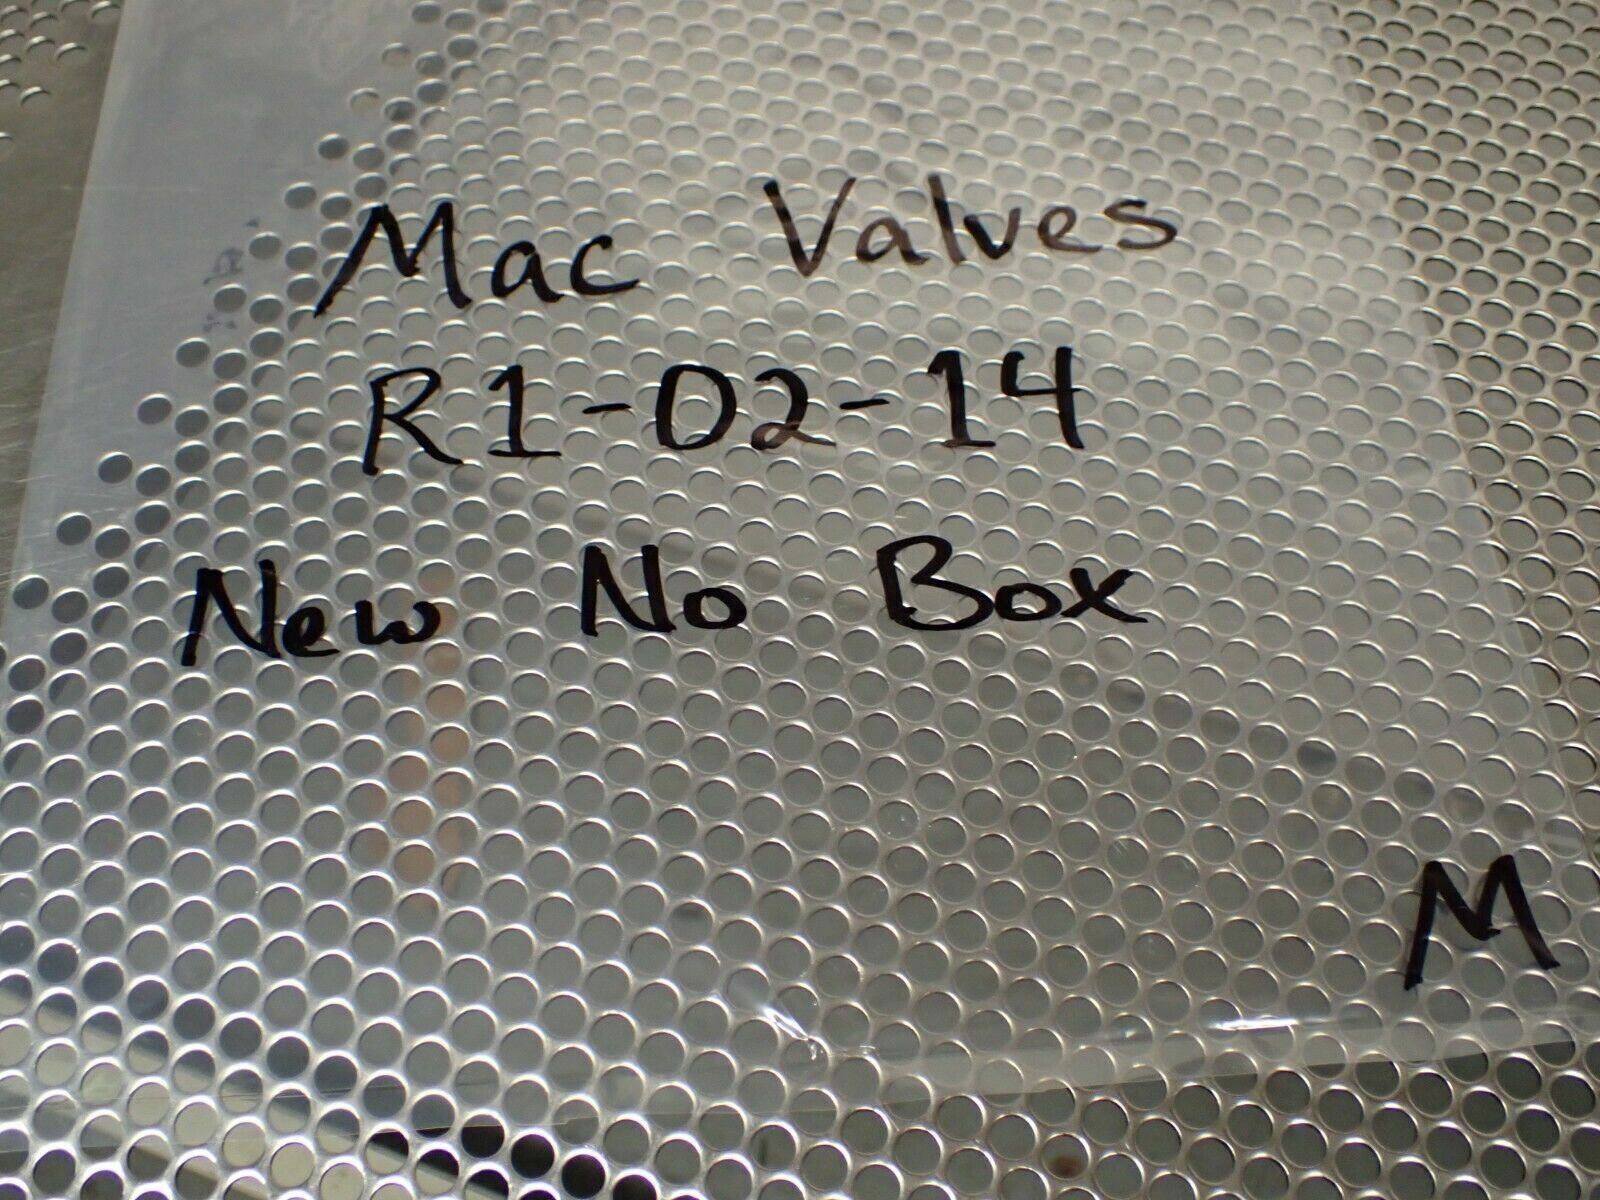 Mac Valves
R1-02-14
New No Box
M